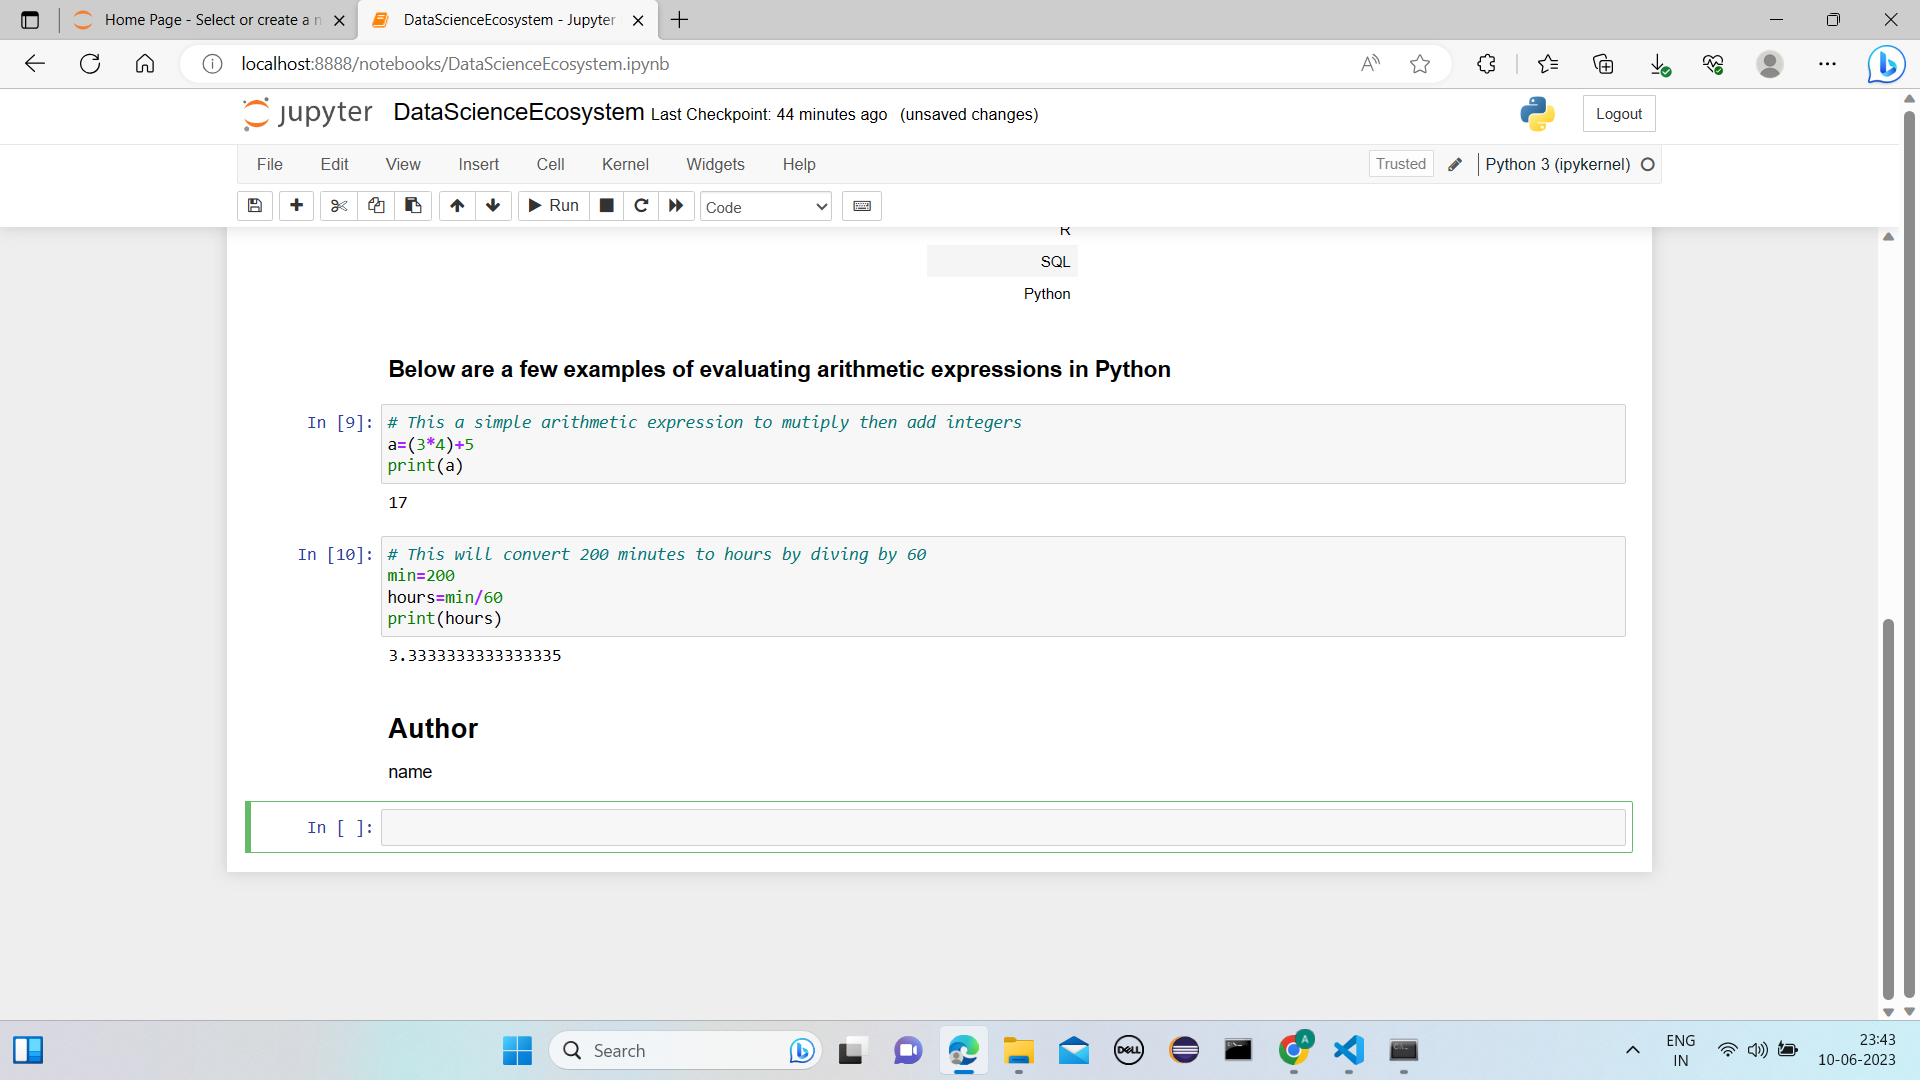 Home Page - Select or create a n
DataScienceEcosystem - Jupyter
localhost:8888/notebooks/DataScienceEcosystem.ipynb
jupyter DataScienceEcosystem Last Checkpoint: 44 minutes ago (unsaved changes)
Logout
File Edit View Insert Cell Kernel Widgets Help
Trusted
Python 3 (ipykernel)
Run
Code
R
SQL
Python
Below are a few examples of evaluating arithmetic expressions in Python
In [9]: # This a simple arithmetic expression to mutiply then add integers
a=(3*4)+5
print(a)
17
In [10]: # This will convert 200 minutes to hours by diving by 60
min=200
hours=min/60
print(hours)
3.3333333333333335
Author
name
In [ ]:
Search
DELL
A
ENG
IN
23:43
10-06-2023